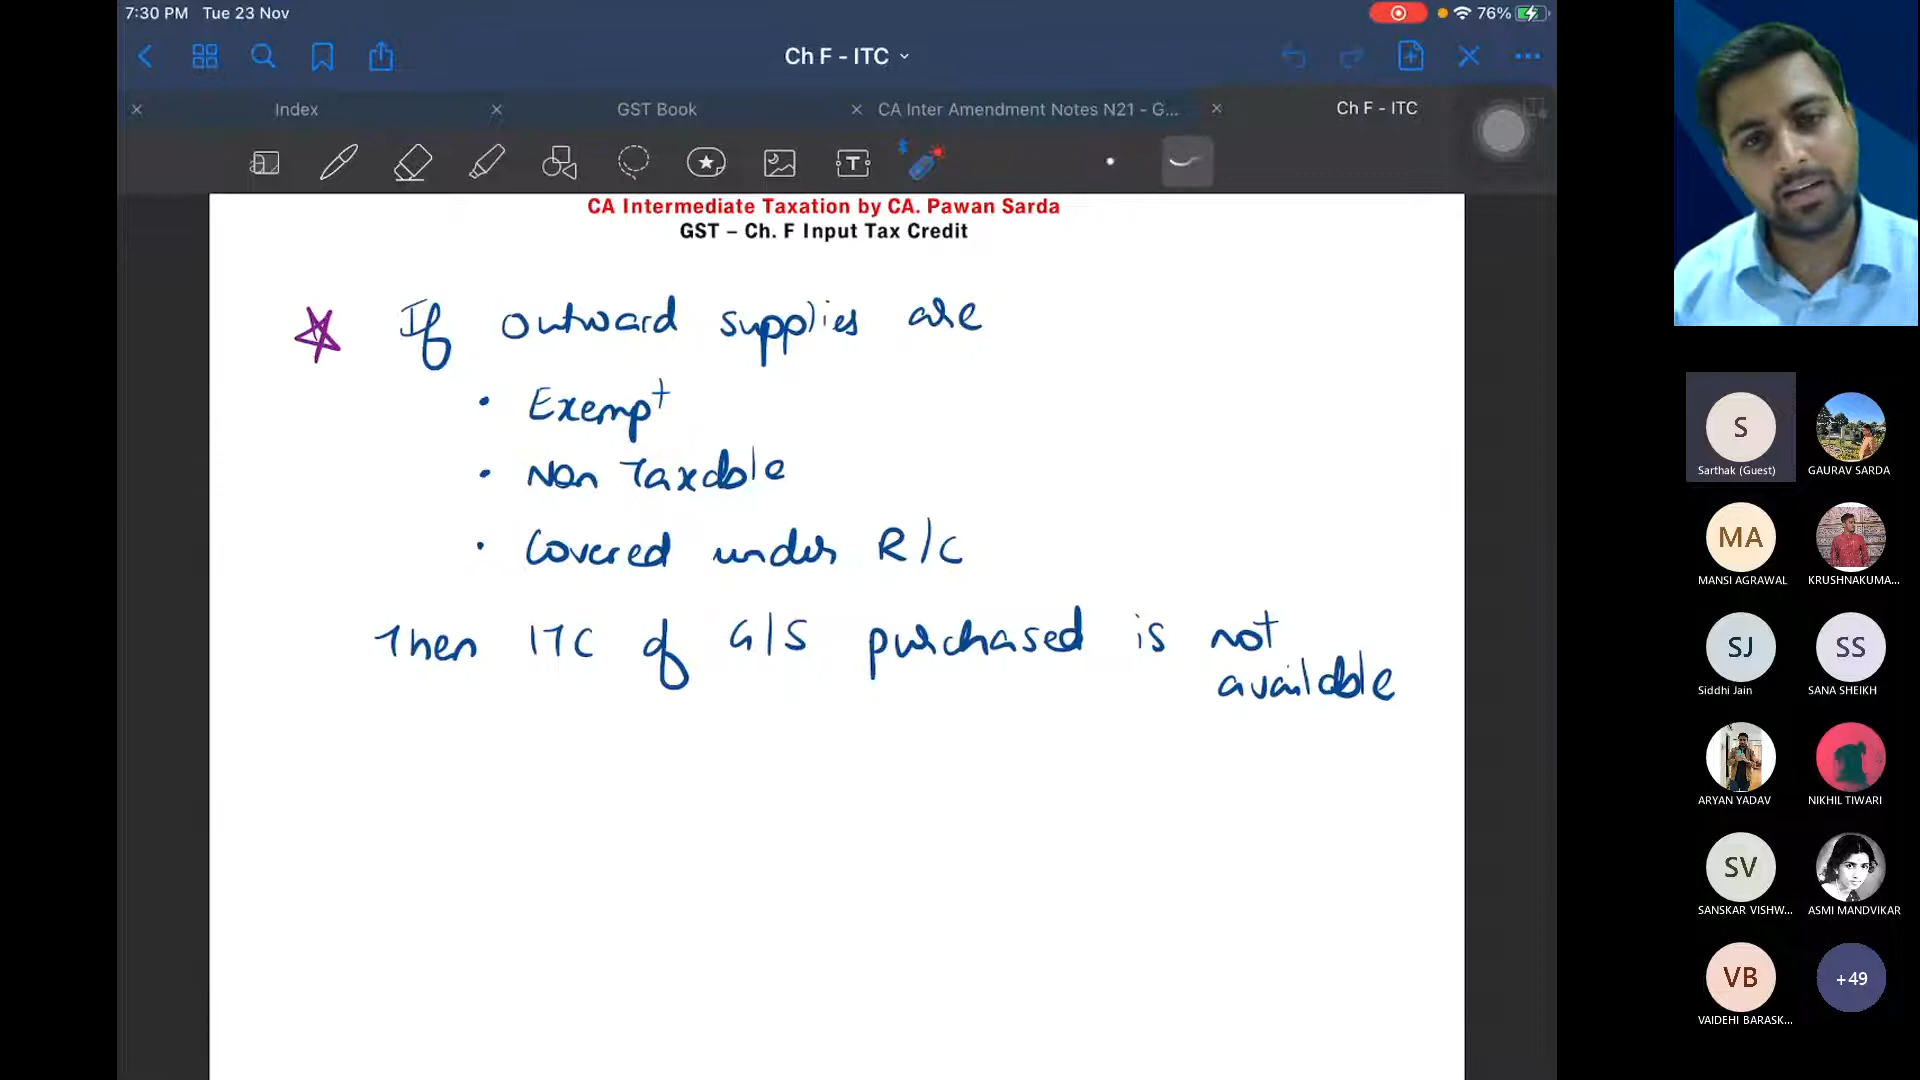 7:30 PM Tue 23 Nov
76%
Ch F - ITC
Index
GST Book
CA Inter Amendment Notes N21 - G...
Ch F - ITC
CA Intermediate Taxation by CA. Pawan Sarda
GST – Ch. F Input Tax Credit
If outward supplies are
• Exempt
• Non Taxable
• Covered under R/C
Then ITC of G/S purchased is not
available
S
Sarthak (Guest)
GAURAV SARDA
MA
MANSI AGRAWAL
KRUSHNAKUMA...
SJ
Siddhi Jain
SS
SANA SHEIKH
ARYAN YADAV
NIKHIL TIWARI
SV
SANSKAR VISHW...
ASMI MANDVIKAR
VB
VAIDEHI BARASK...
+49